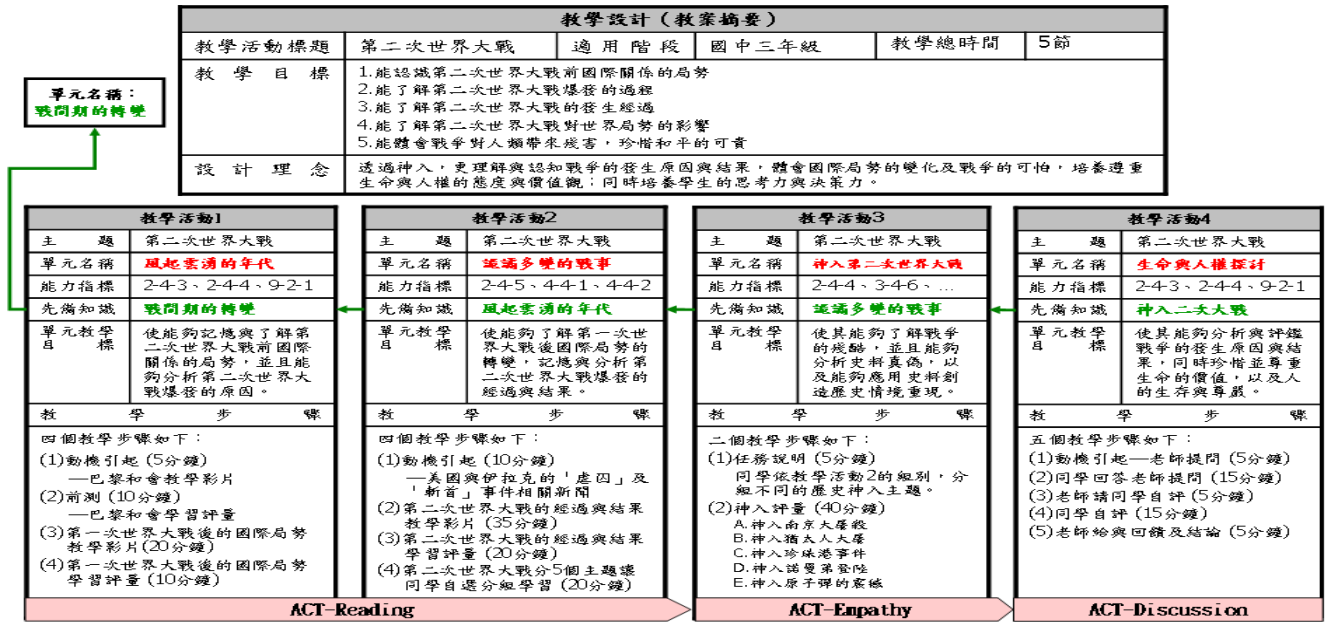 教學設計（教案摘要）
教學活動標題 第二次世界大戰 適用階段 國中三年級 教學總時間 5節
教學目標 1.能認識第二次世界大戰前國際關係的局勢
2.能了解第二次世界大戰爆發的過程
3.能了解第二次世界大戰的發生經過
4.能了解第二次世界大戰對世界局勢的影響
5.能體會戰爭對人類帶來殘害，珍惜和平的可貴
設計理念 透過神入，更理解與認知戰爭的發生原因與結果，體會國際局勢的變化及戰爭的可怕，培養遵重
生命與人權的態度與價值觀；同時培養學生的思考力與決策力。
單元名稱：
戰間期的轉變
教學活動1
主題 第二次世界大戰
單元名稱 風起雲湧的年代
能力指標 2-4-3、2-4-4、9-2-1
先備知識 戰間期的轉變
單元教學目標 使能夠記憶與了解第
二次世界大戰前國際
關係的局勢，並且能
夠分析第二次世界大
戰爆發的原因。
教學步驟
四個教學步驟如下：
(1)動機引起 (5分鐘)
—巴黎和會教學影片
(2)前測 (10分鐘)
—巴黎和會學習評量
(3)第一次世界大戰後的國際局勢
教學影片(20分鐘)
(4)第一次世界大戰後的國際局勢
學習評量 (10分鐘)
教學活動2
主題 第二次世界大戰
單元名稱 詭譎多變的戰事
能力指標 2-4-5、4-4-1、4-4-2
先備知識 風起雲湧的年代
單元教學目標 使能夠了解第一次世
界大戰後國際局勢的
轉變，記憶與分析第
二次世界大戰爆發的
經過與結果。
教學步驟
四個教學步驟如下：
(1)動機引起 (10分鐘)
—美國與伊拉克的「虐囚」及
「斬首」事件相關新聞
(2)第二次世界大戰的經過與結果
教學影片 (35分鐘)
(3)第二次世界大戰的經過與結果
學習評量 (20分鐘)
(4)第二次世界大戰分5個主題讓
同學自選分組學習 (20分鐘)
教學活動3
主題 第二次世界大戰
單元名稱 神入第二次世界大戰
能力指標 2-4-4、3-4-6、…
先備知識 詭譎多變的戰事
單元教學目標 使其能夠了解戰爭
的殘酷，並且能夠
分析史料真偽，以
及能夠應用史料創
造歷史情境重現。
教學步驟
二個教學步驟如下：
(1)任務說明 (5分鐘)
同學依教學活動2的組別，分
組不同的歷史神入主題。
(2)神入評量 (40分鐘)
A.神入南京大屠殺
B.神入猶太人大屠
C.神入珍珠港事件
D.神入諾曼第登陸
E.神入原子彈的震撼
教學活動4
主題 第二次世界大戰
單元名稱 生命與人權探討
能力指標 2-4-3、2-4-4、9-2-1
先備知識 神入二次大戰
單元教學目標 使其能夠分析與評鑑
戰爭的發生原因與結
果，同時珍惜並尊重
生命的價值，以及人
的生存與尊嚴。
教學步驟
五個教學步驟如下：
(1)動機引起—老師提問 (5分鐘)
(2)同學回答老師提問 (15分鐘)
(3)老師請同學自評 (5分鐘)
(4)同學自評 (15分鐘)
(5)老師給與回饋及結論 (5分鐘)
ACT-Reading
ACT-Empathy
ACT-Discussion